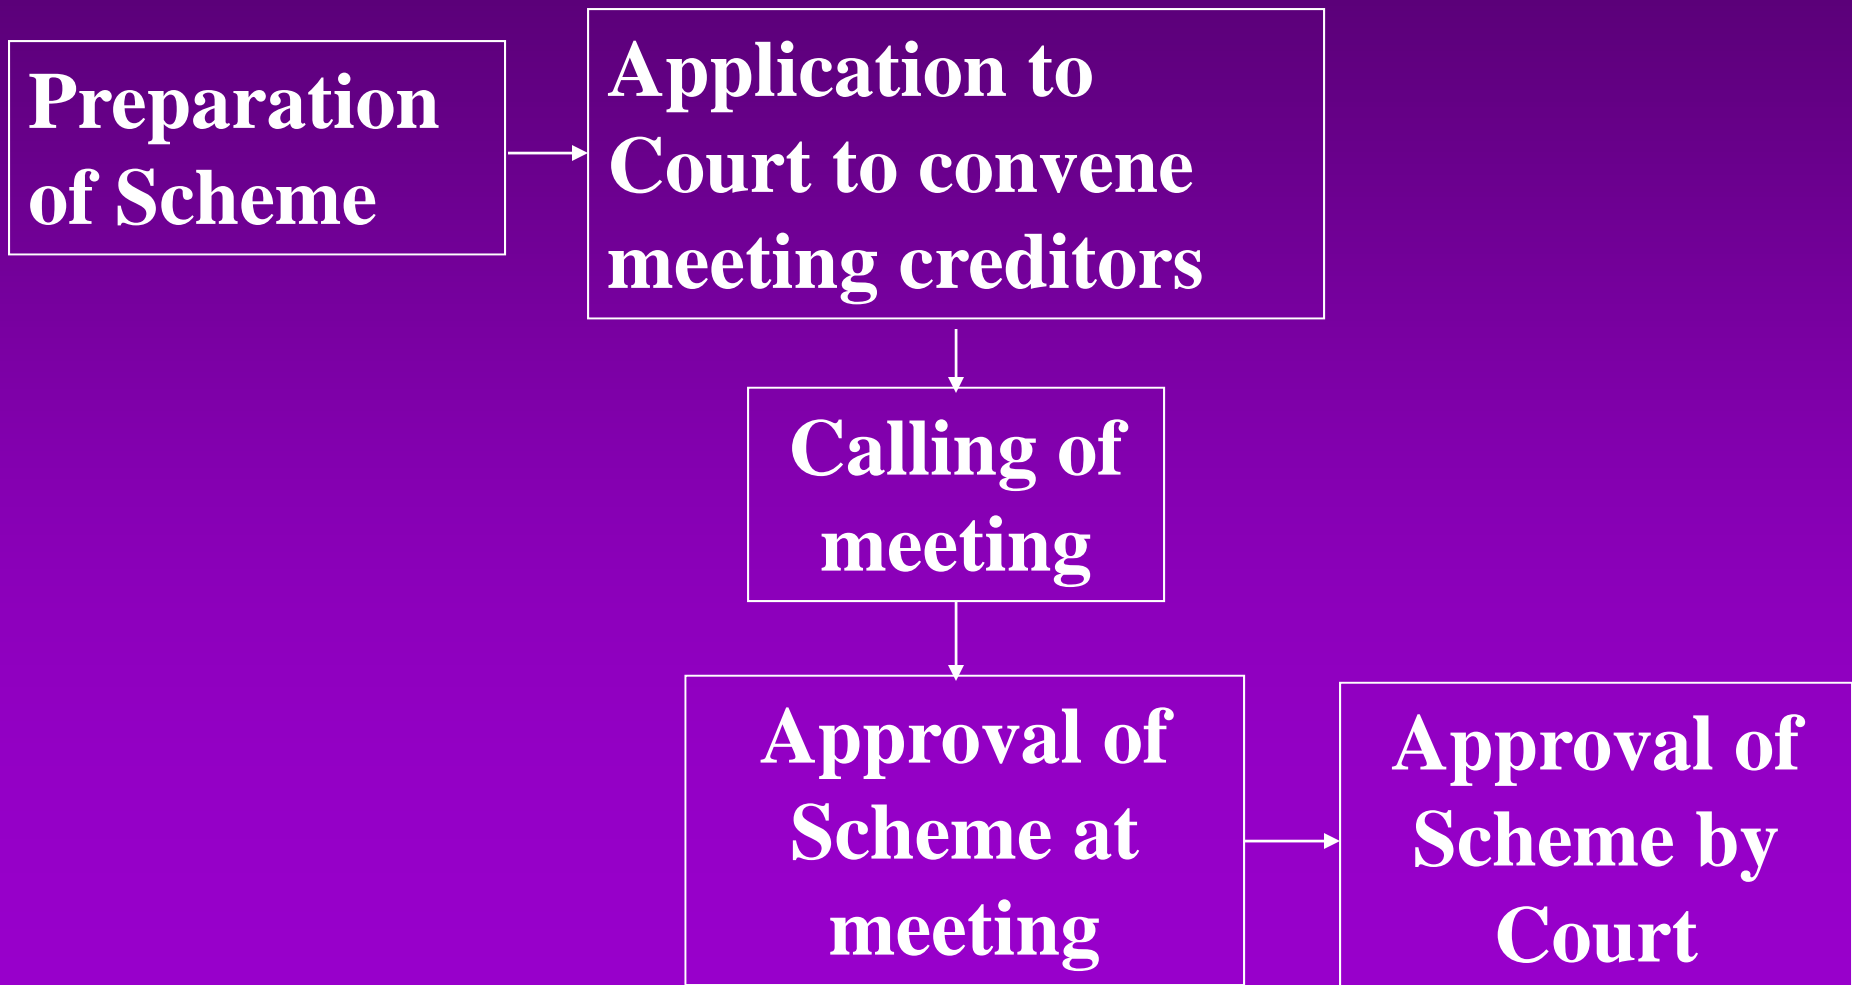 Preparation
of Scheme
Application to
Court to convene
meeting creditors
Calling of
meeting
Approval of
Scheme at
meeting
Approval of
Scheme by
Court